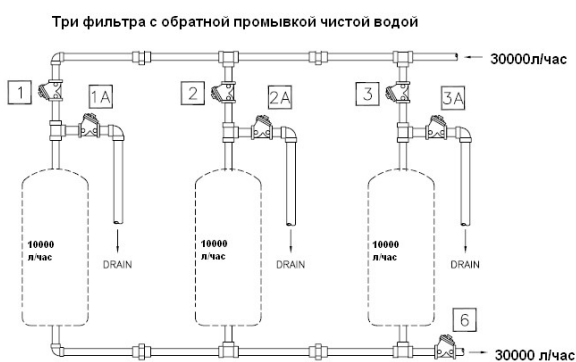 Три фильтра с обратной промывкой чистой водой
30000л/час
1
1A
2
2A
3
3A
10000
л/час
10000
л/час
10000
л/час
DRAIN
DRAIN
DRAIN
6
30000 л/час